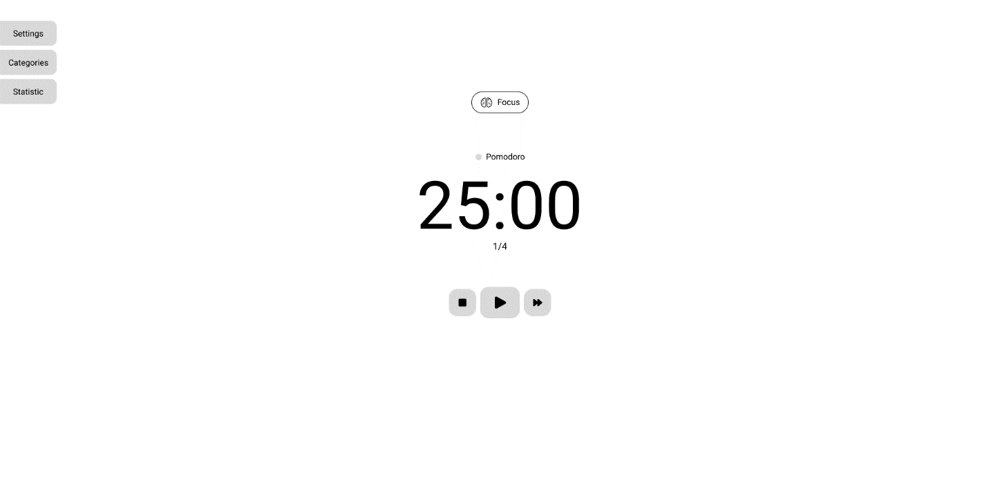 Settings
Categories
Statistic
Focus
Pomodoro
25:00
1/4